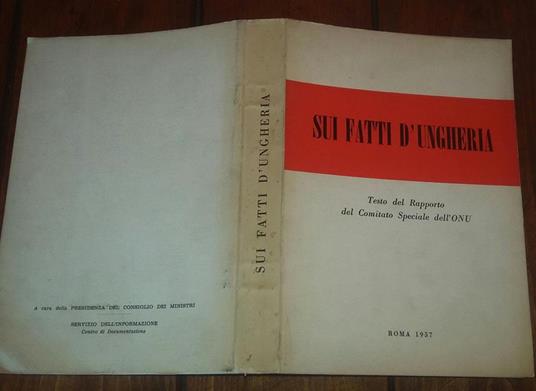 A cura della PRESIDENZA DEL CONSIGLIO DEI MINISTRI
SERVIZIO DELL'INFORMAZIONE
Centro di Documentazione
SUI FATTI D'UNGHERIA
SUI FATTI D'UNGHERIA
Testo del Rapporto
del Comitato Speciale dell'ONU
ROMA 1957